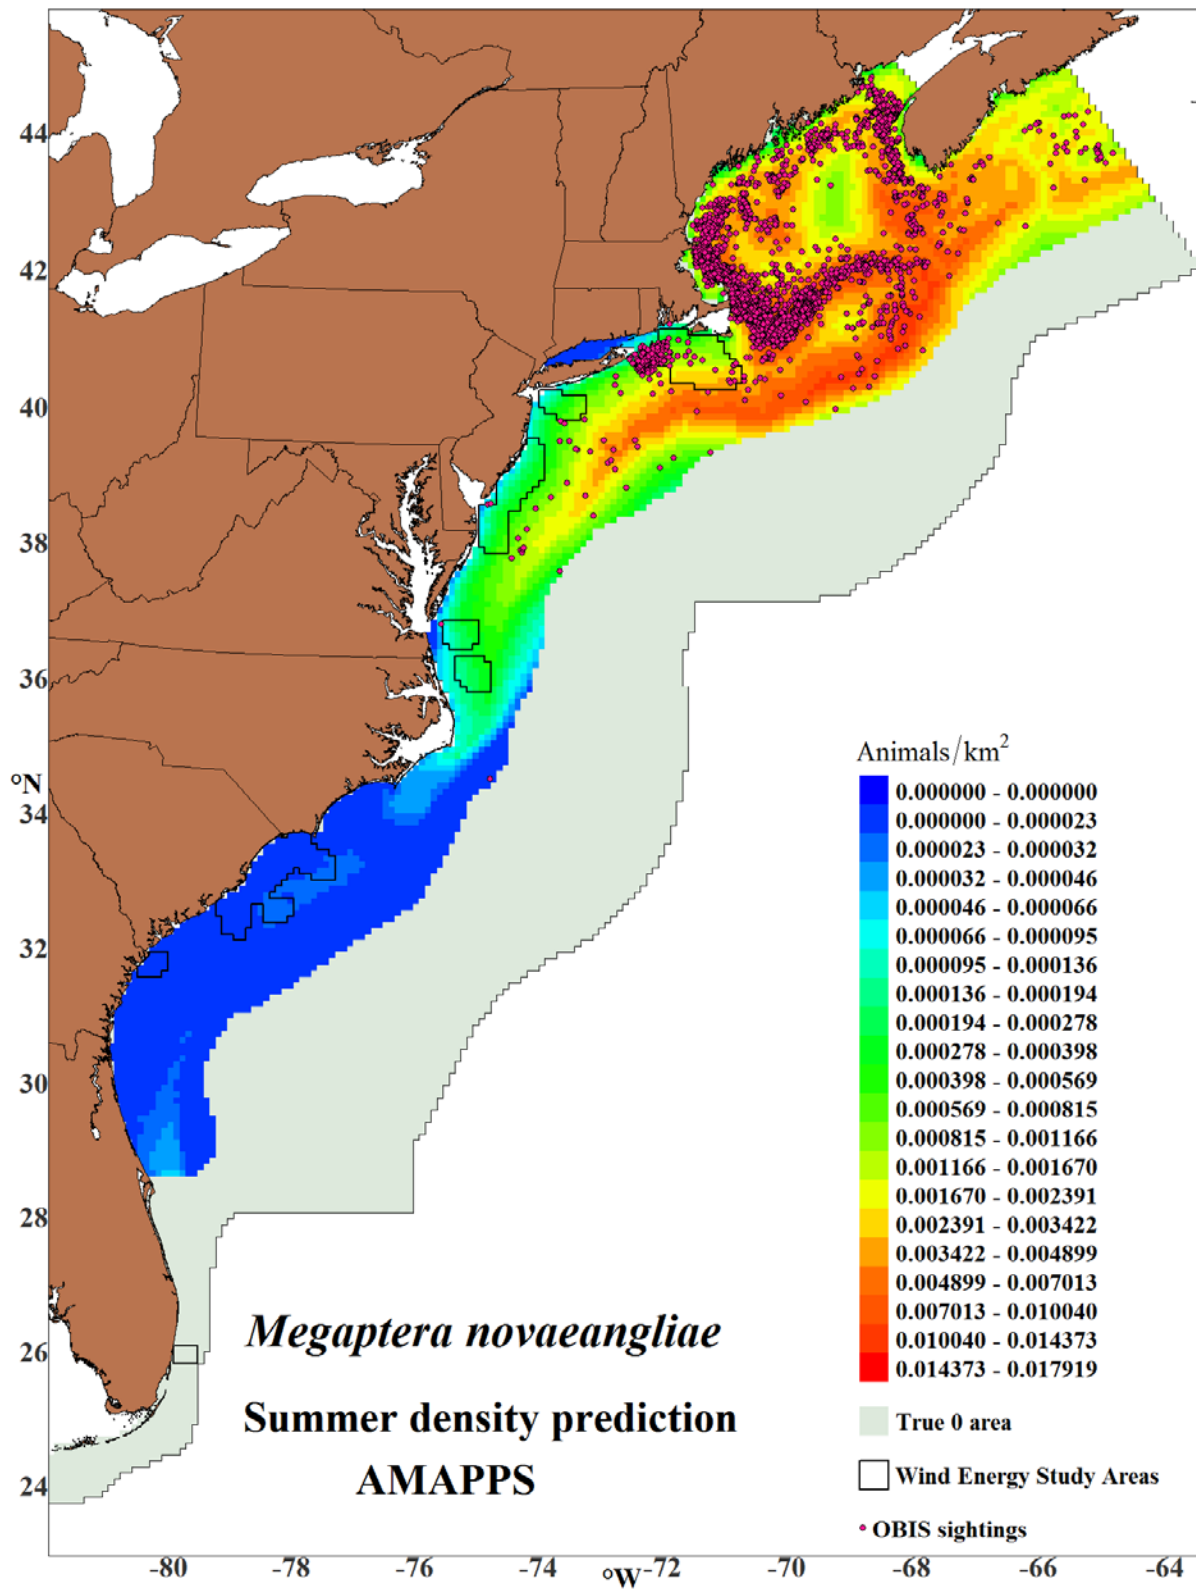 44
42
40
38
36
°N
34
32
30
28
26
24
Animals/km²
0.000000 - 0.000000
0.000000 - 0.000023
0.000023 - 0.000032
0.000032 - 0.000046
0.000046 - 0.000066
0.000066 - 0.000095
0.000095 - 0.000136
0.000136 - 0.000194
0.000194 - 0.000278
0.000278 - 0.000398
0.000398 - 0.000569
0.000569 - 0.000815
0.000815 - 0.001166
0.001166 - 0.001670
0.001670 - 0.002391
0.002391 - 0.003422
0.003422 - 0.004899
0.004899 - 0.007013
0.007013 - 0.010040
0.010040 - 0.014373
0.014373 - 0.017919
True 0 area
Wind Energy Study Areas
OBIS sightings
Megaptera novaeangliae
Summer density prediction
AMAPPS
-80 -78 -76 -74 °W -72 -70 -68 -66 -64